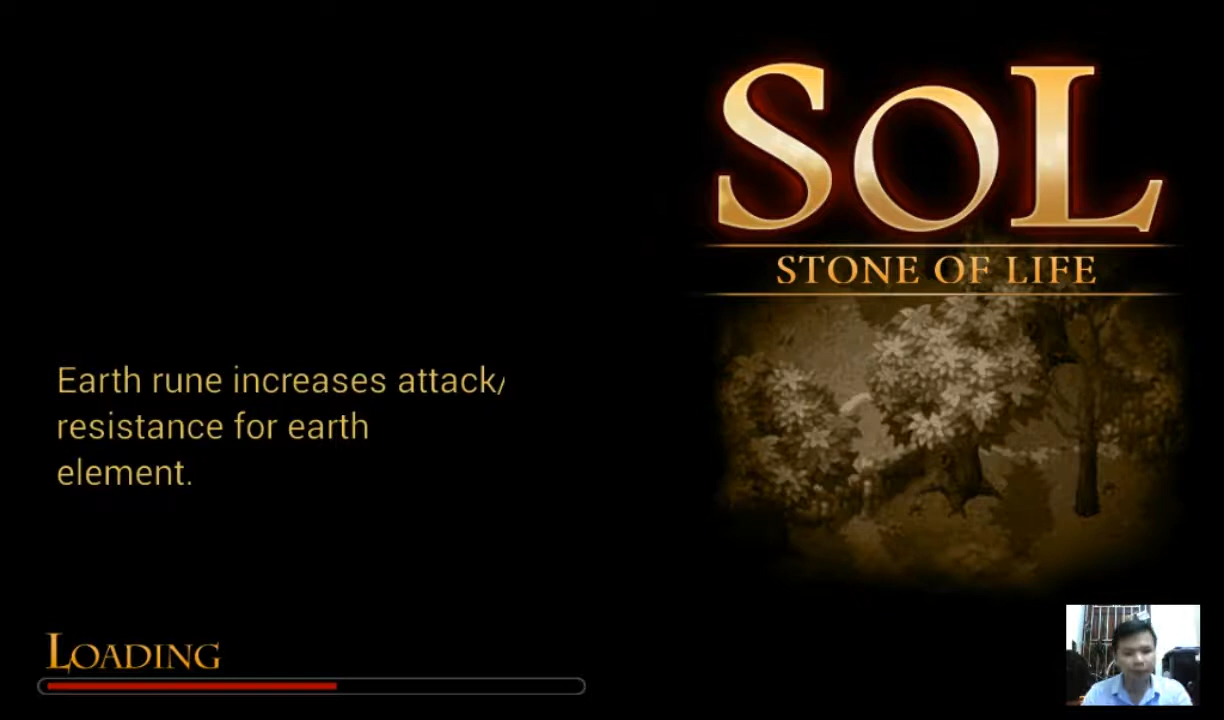 SOL
STONE OF LIFE
Earth rune increases attack/
resistance for earth
element.
LOADING